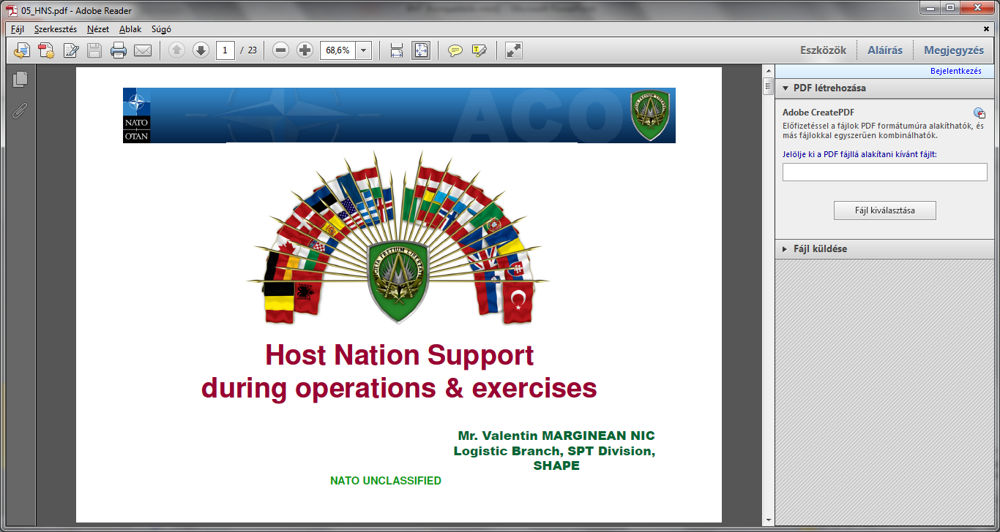 05_HNS.pdf - Adobe Reader
Fájl Szerkesztés Nézet Ablak Súgó
1 / 23 68,6% Eszközök Aláírás Megjegyzés
Bejelentkezés
PDF létrehozása
Adobe CreatePDF
Előfizetéssel a fájlok PDF formátumúra alakíthatók, és
más fájlokkal egyszerűen kombinálhatók.
Jelölje ki a PDF fájllá alakítani kívánt fájlt:
Fájl kiválasztása
Fájl küldése
NATO
OTAN
ACO
Host Nation Support
during operations & exercises
Mr. Valentin MARGINEAN NIC
Logistic Branch, SPT Division,
SHAPE
NATO UNCLASSIFIED